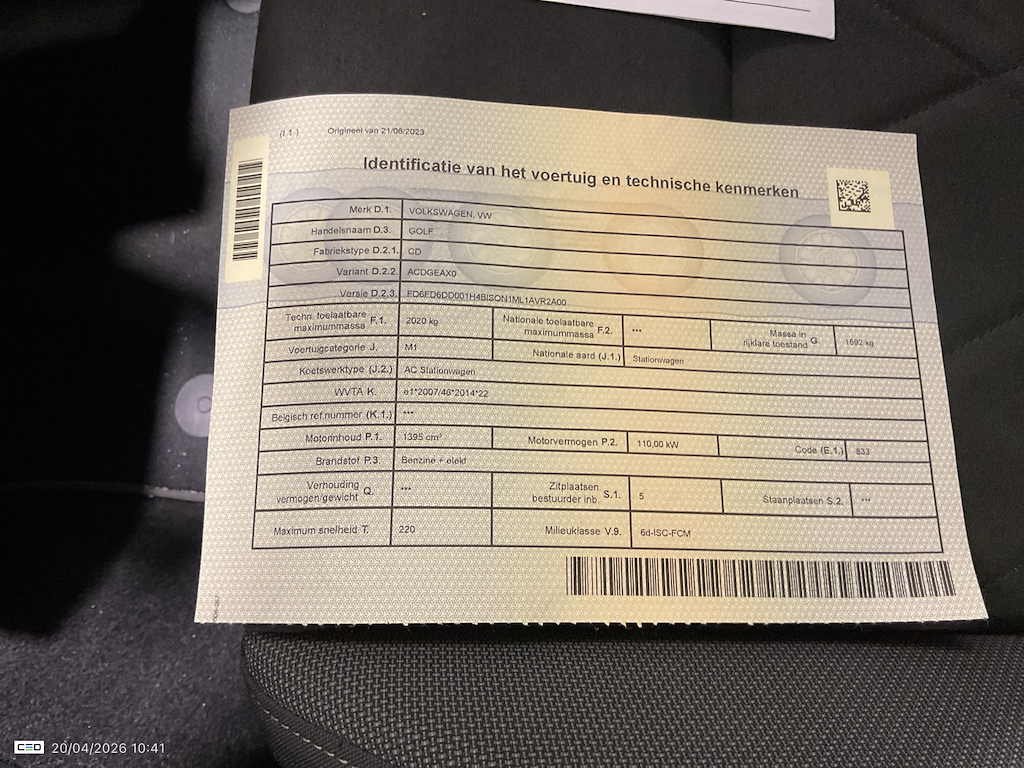 (I.1.) Origineel van 21/06/2023
Identificatie van het voertuig en technische kenmerken
Merk D.1. VOLKSWAGEN, VW
Handelsnaam D.3. GOLF
Fabriekstype D.2.1. CD
Variant D.2.2. ACDGEAX0
Versie D.2.3. FD6FD6DD001H4BISON1ML1AVR2A00
Techn. toelaatbare maximummassa F.1. 2020 kg Nationale toelaatbare maximummassa F.2. *** Massa in rijklare toestand G. 1592 kg
Voertuigcategorie J. M1 Nationale aard (J.1.) Stationwagen
Koetswerktype (J.2.) AC Stationwagen
WVTA K. e1*2007/46*2014*22
Belgisch ref.nummer (K.1.) ***
Motorinhoud P.1. 1395 cm³ Motorvermogen P.2. 110,00 kW Code (E.1.) 833
Brandstof P.3. Benzine + elekt
Verhouding vermogen/gewicht Q. *** Zitplaatsen bestuurder inb. S.1. 5 Staanplaatsen S.2. ***
Maximum snelheid T. 220 Milieuklasse V.9. 6d-ISC-FCM
CEO 20/04/2026 10:41